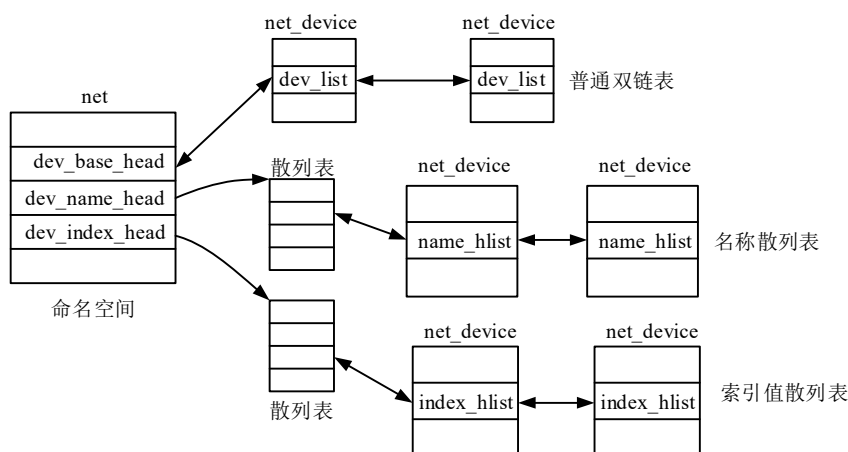 net_device
net_device
dev_list
dev_list
普通双链表
net
dev_base_head
dev_name_head
dev_index_head
命名空间
散列表
net_device
net_device
name_hlist
name_hlist
名称散列表
散列表
net_device
net_device
index_hlist
index_hlist
索引值散列表